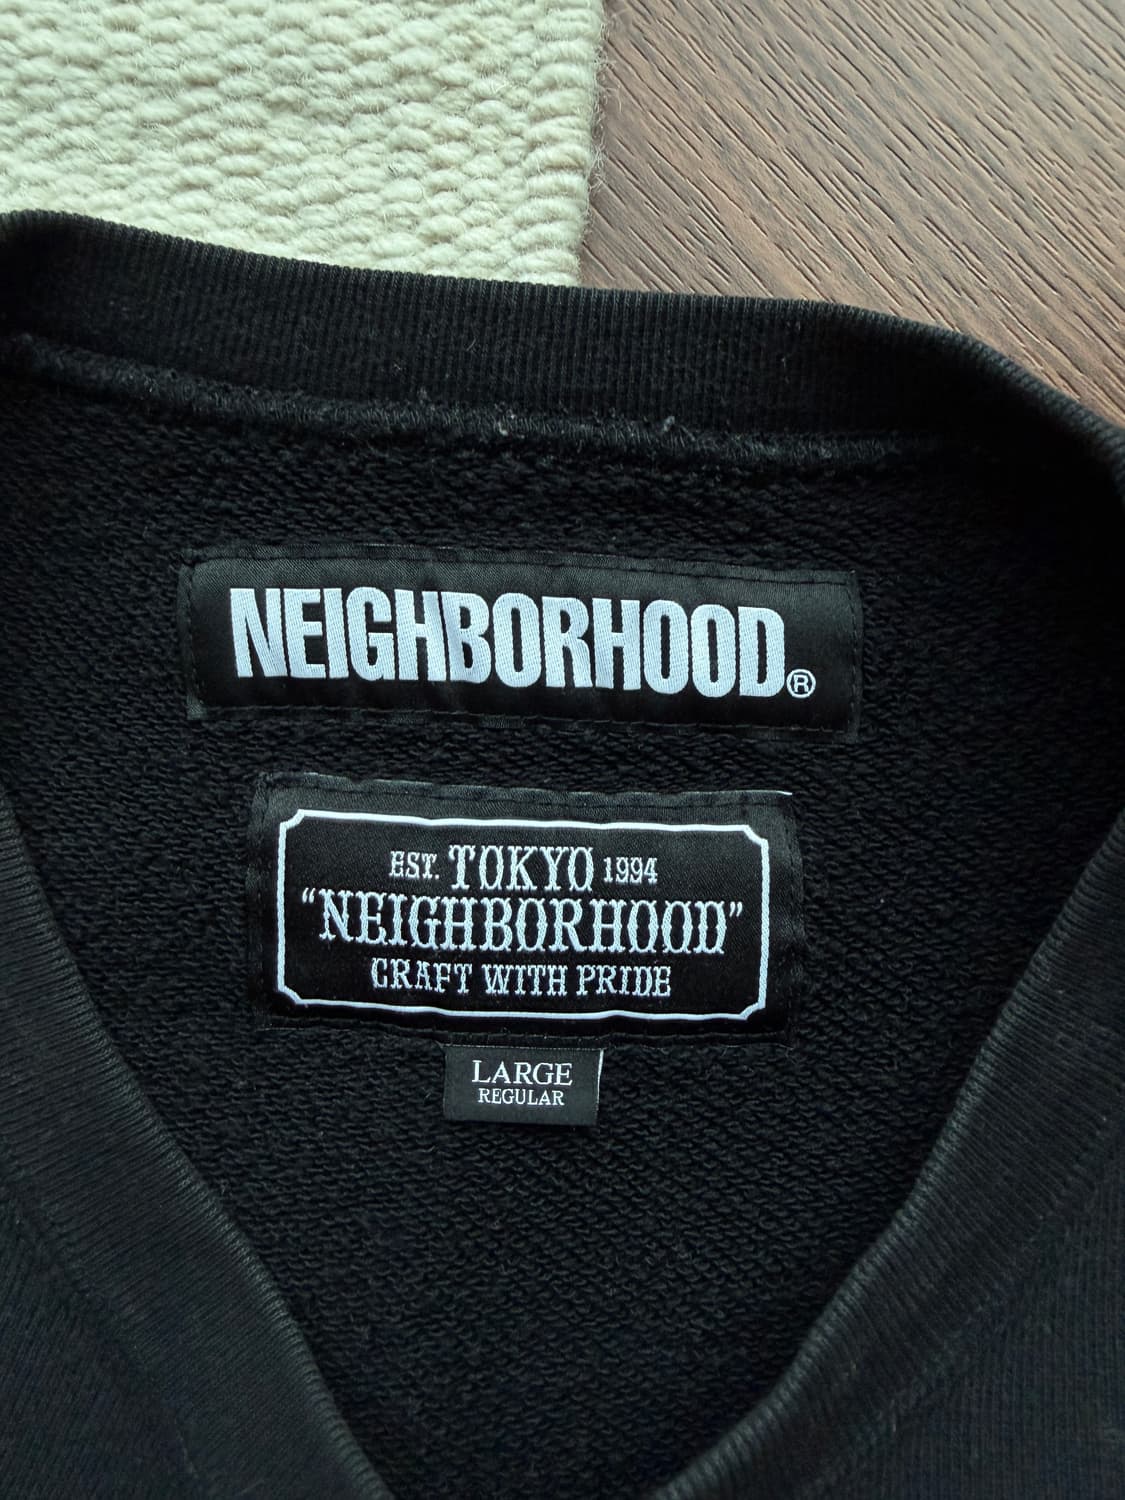 NEIGHBORHOOD®
EST. TOKYO 1994
“NEIGHBORHOOD”
CRAFT WITH PRIDE
LARGE
REGULAR